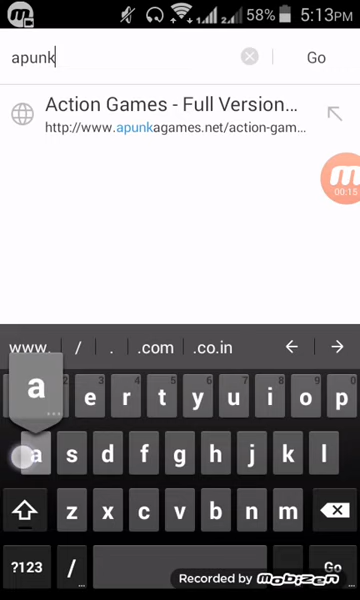 58% 5:13PM
apunk Go
Action Games - Full Version...
http://www.apunkagames.net/action-gam...
00:15
www. / . .com .co.in ← →
a
e r t y u i o p
a s d f g h j k l
z x c v b n m
?123 / Go
Recorded by mobizen